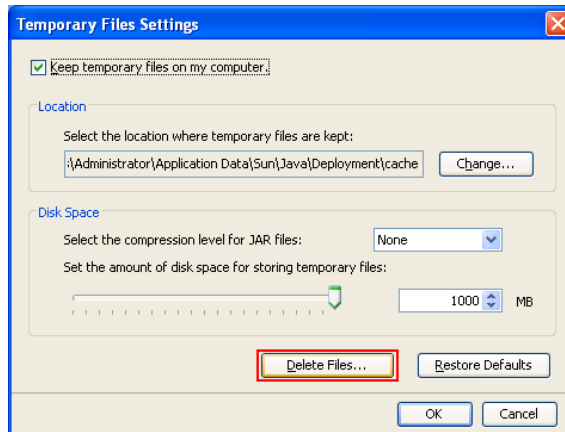 Temporary Files Settings
Keep temporary files on my computer.
Location
Select the location where temporary files are kept:
:\Administrator\Application Data\Sun\Java\Deployment\cache
Change...
Disk Space
Select the compression level for JAR files:
None
Set the amount of disk space for storing temporary files:
1000 MB
Delete Files...
Restore Defaults
OK
Cancel